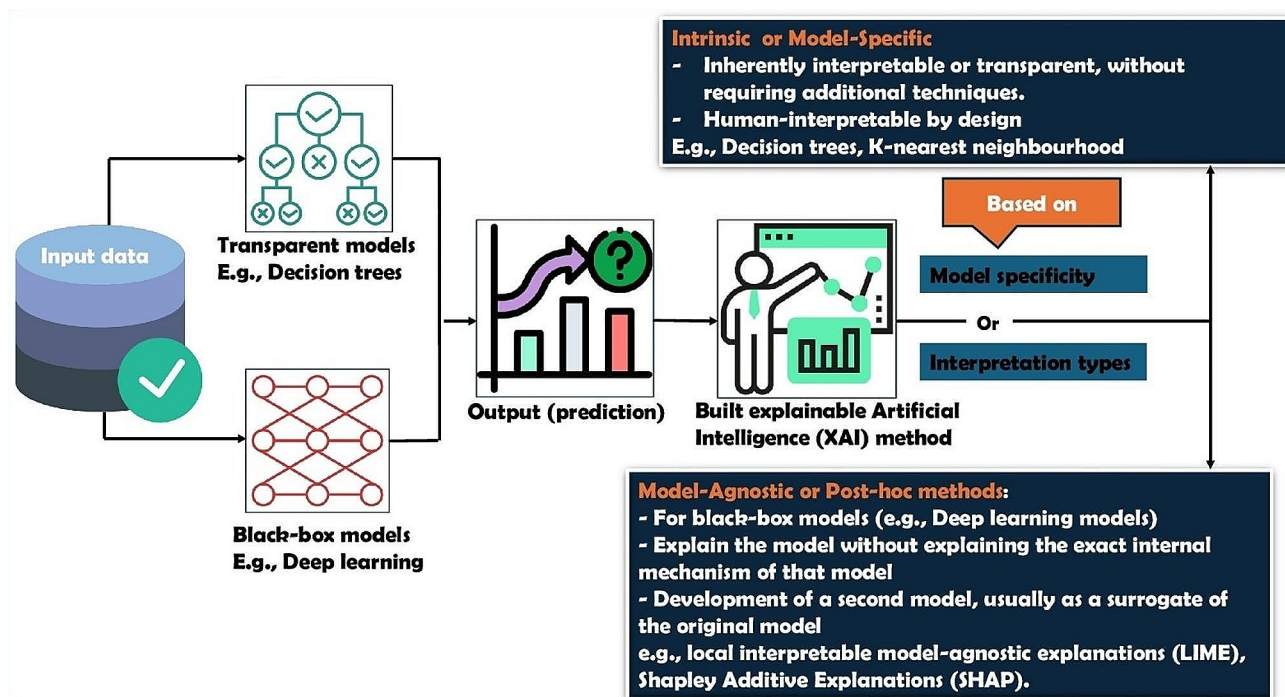 Intrinsic or Model-Specific
- Inherently interpretable or transparent, without
requiring additional techniques.
- Human-interpretable by design
E.g., Decision trees, K-nearest neighbourhood
Based on
Input data
Transparent models
E.g., Decision trees
Model specificity
Or
Interpretation types
Output (prediction)
Built explainable Artificial
Intelligence (XAI) method
Black-box models
E.g., Deep learning
Model-Agnostic or Post-hoc methods:
- For black-box models (e.g., Deep learning models)
- Explain the model without explaining the exact internal
mechanism of that model
- Development of a second model, usually as a surrogate of
the original model
e.g., local interpretable model-agnostic explanations (LIME),
Shapley Additive Explanations (SHAP).